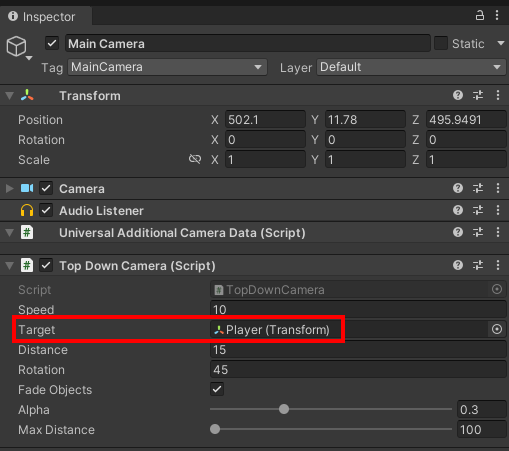 Inspector
Main Camera Static
Tag MainCamera Layer Default
Transform
Position X 502.1 Y 11.78 Z 495.9491
Rotation X 0 Y 0 Z 0
Scale X 1 Y 1 Z 1
Camera
Audio Listener
# Universal Additional Camera Data (Script)
# Top Down Camera (Script)
Script # TopDownCamera
Speed 10
Target Player (Transform)
Distance 15
Rotation 45
Fade Objects
Alpha 0.3
Max Distance 100